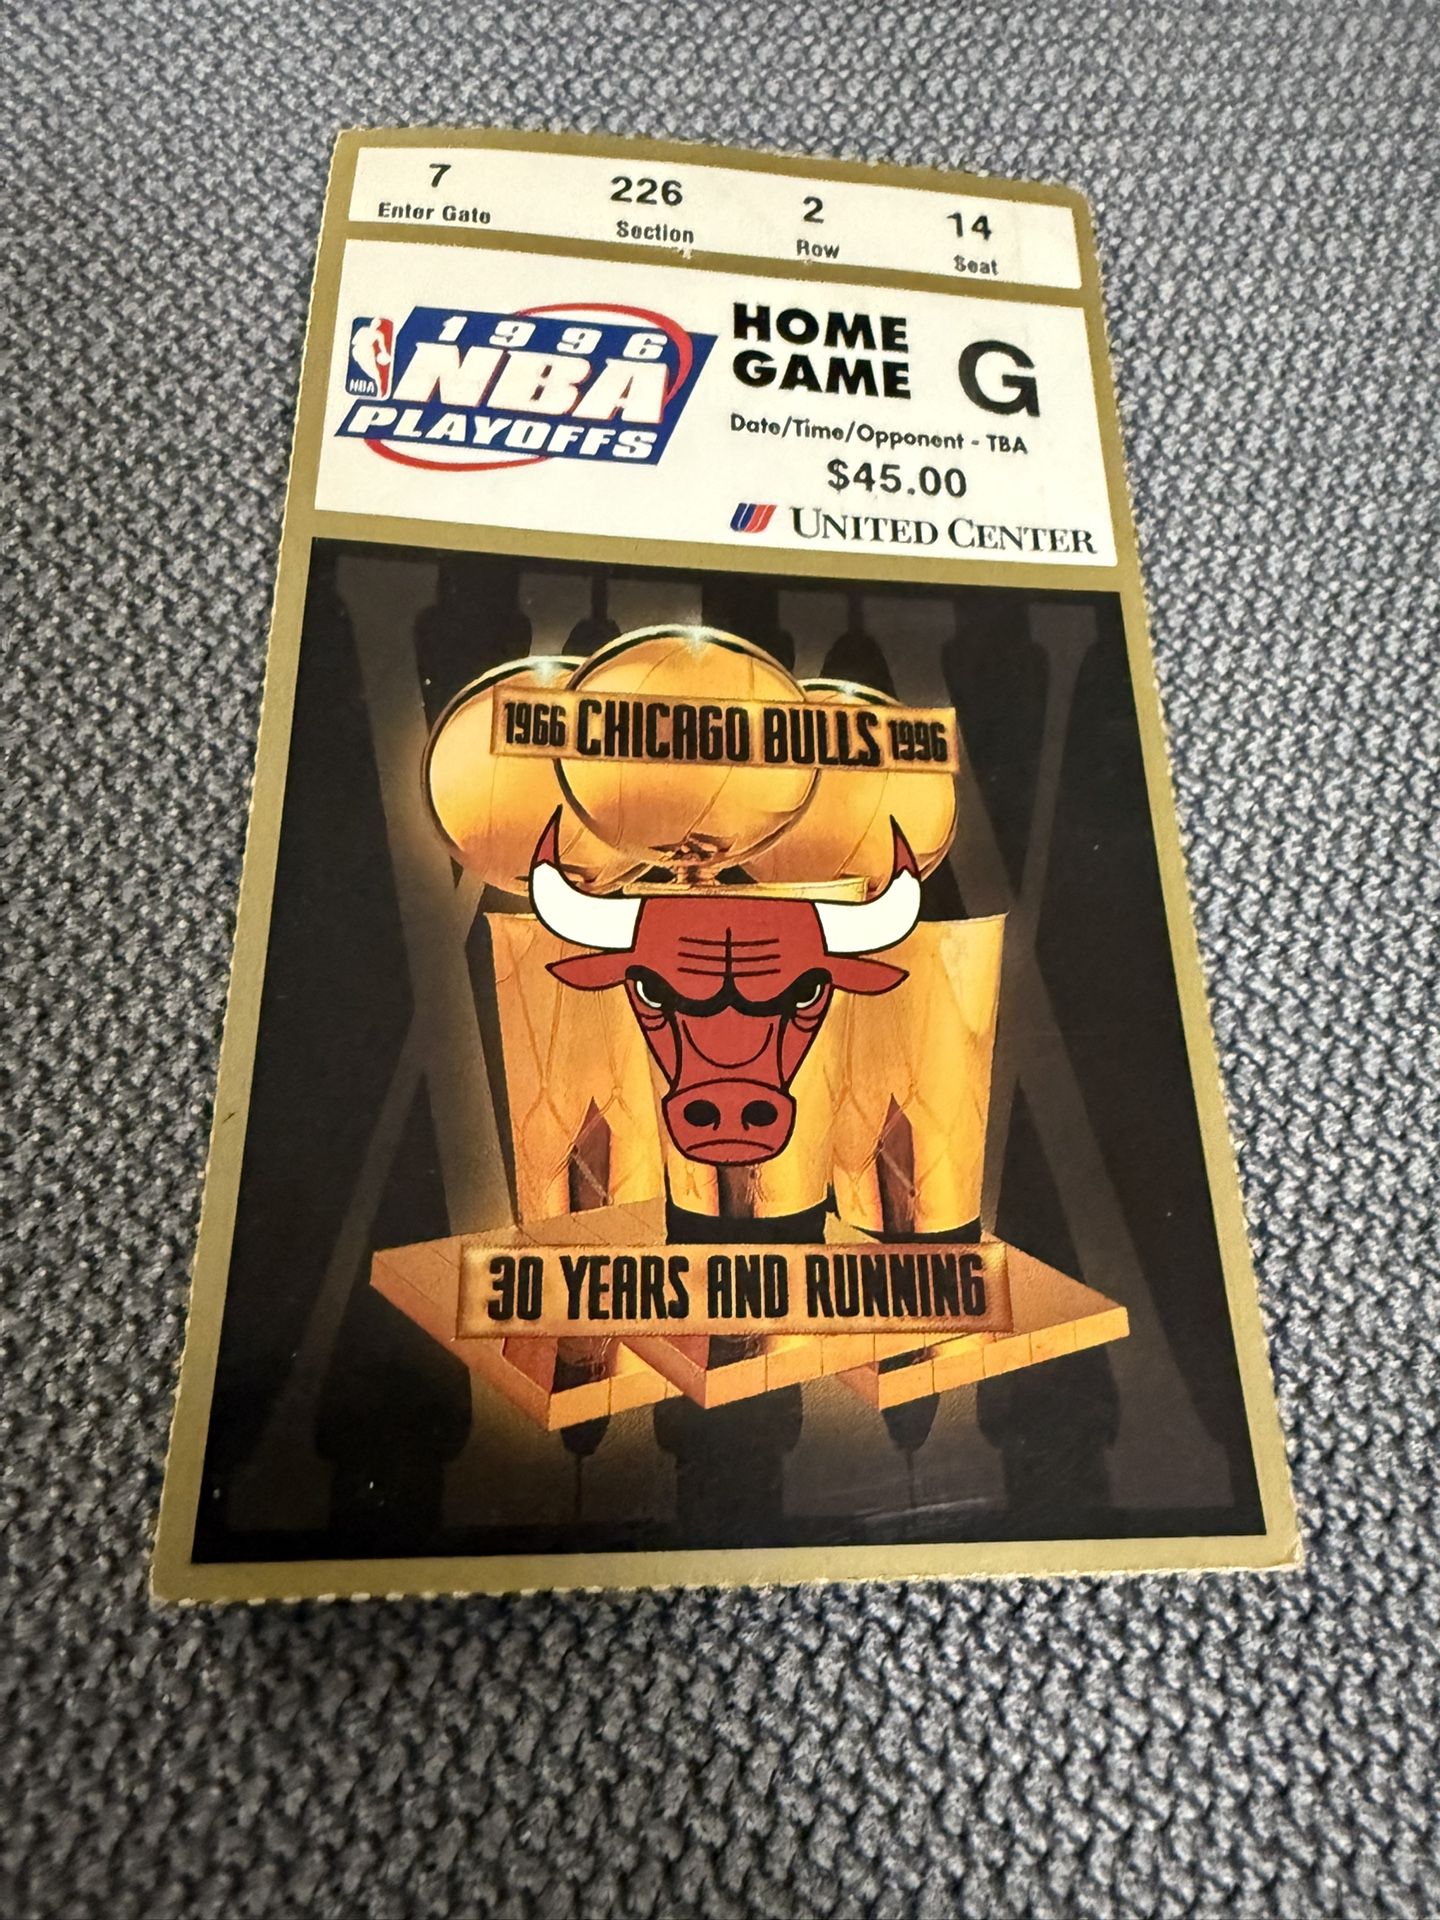 7 226 2 14
Enter Gate Section Row Seat
1996
NBA
NBA
PLAYOFFS
HOME
GAME
G
Date/Time/Opponent - TBA
$45.00
UNITED CENTER
1966 CHICAGO BULLS 1996
30 YEARS AND RUNNING